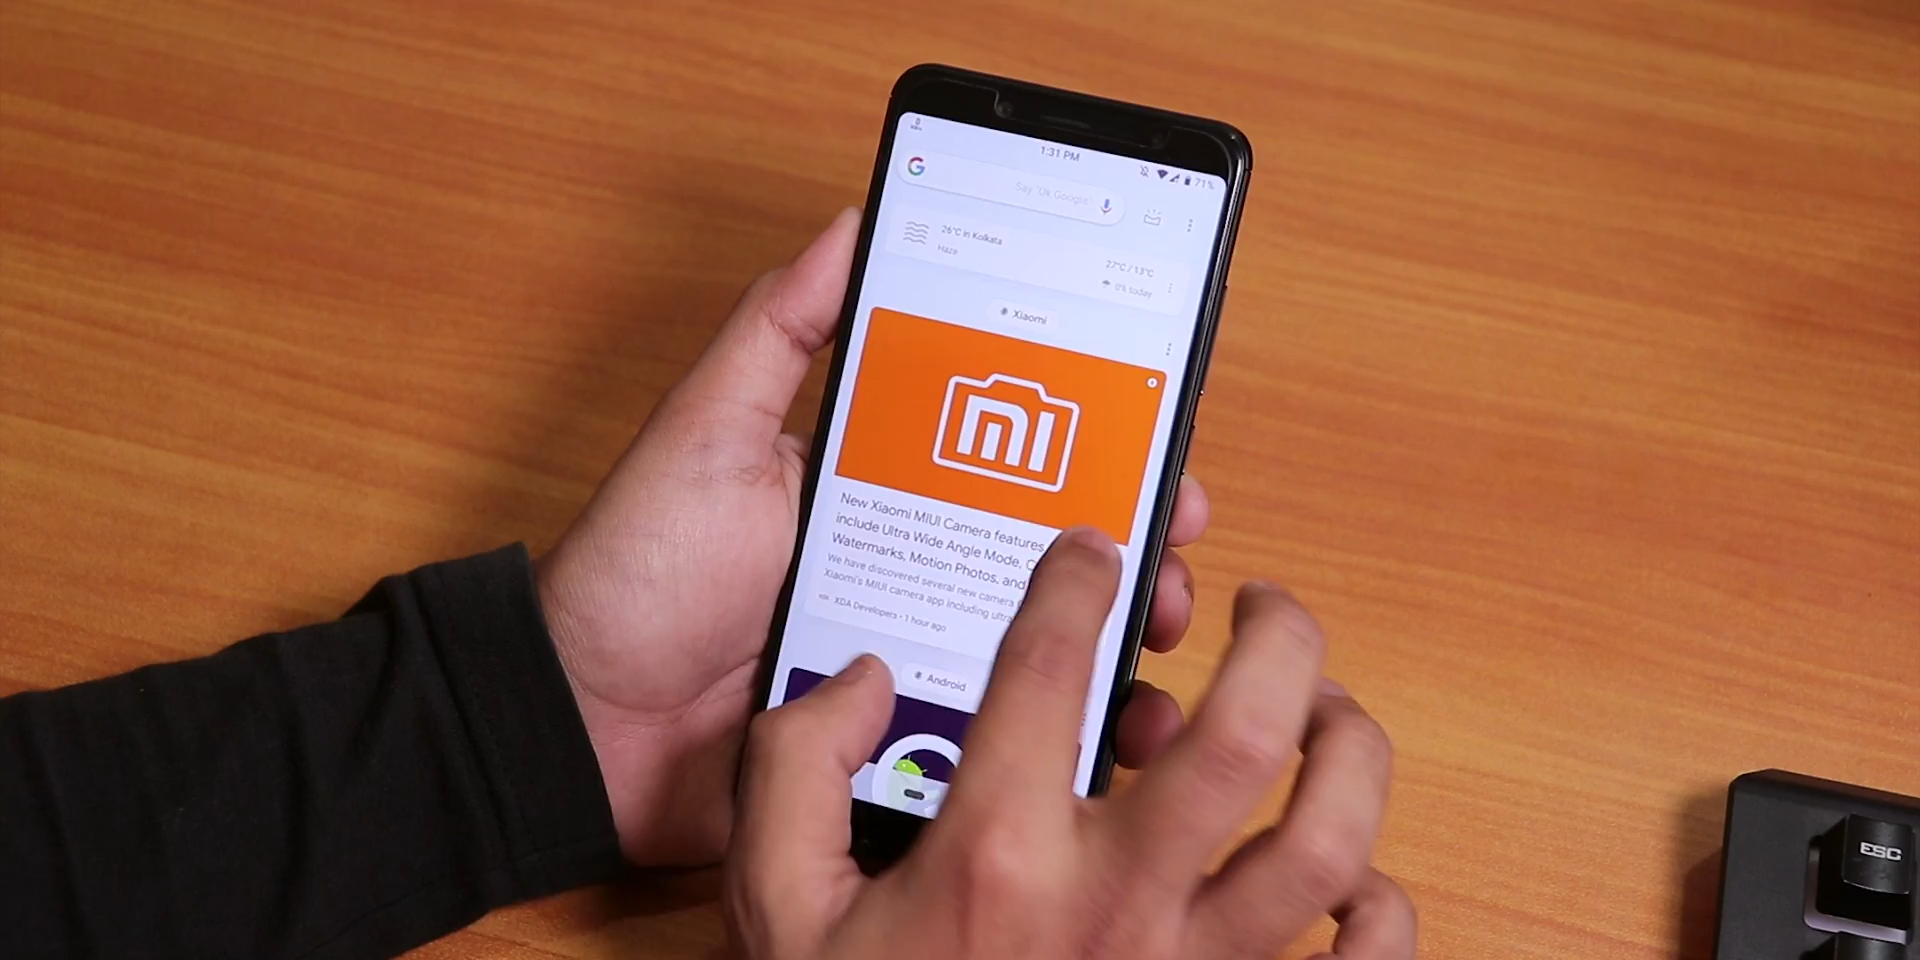 1:31 PM
71%
G
Say "Ok Google"
26°C in Kolkata
Haze
27°C / 13°C
0% today
Xiaomi
mi
New Xiaomi MIUI Camera features
include Ultra Wide Angle Mode,
Watermarks, Motion Photos, and
We have discovered several new camera
Xiaomi's MIUI camera app including ultra
XDA Developers • 1 hour ago
Android
ESC